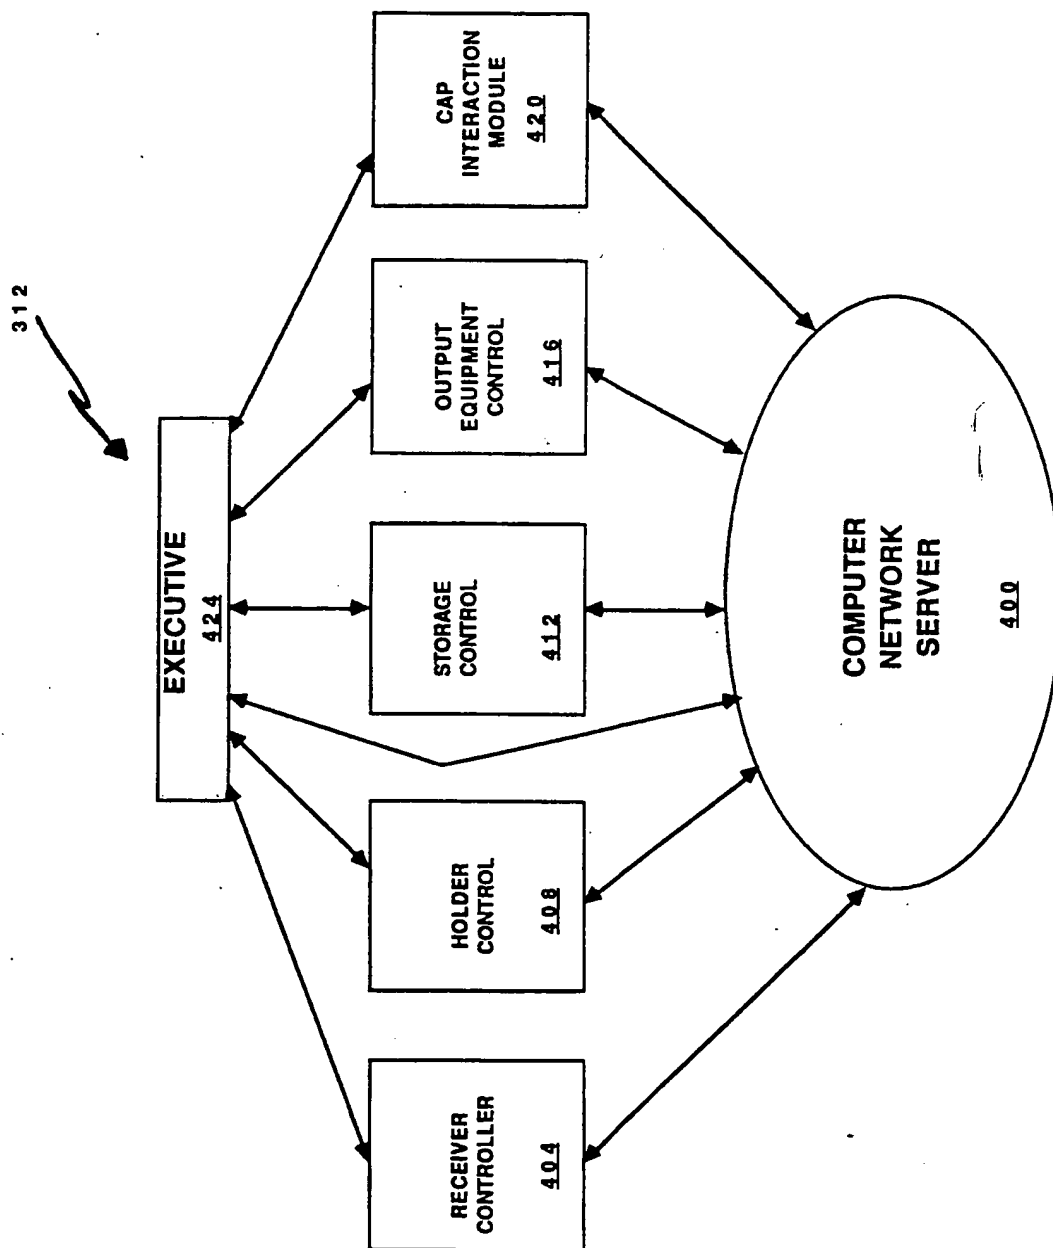 312
EXECUTIVE
424
RECEIVER
CONTROLLER
404
HOLDER
CONTROL
408
STORAGE
CONTROL
412
OUTPUT
EQUIPMENT
CONTROL
416
CAP
INTERACTION
MODULE
420
COMPUTER
NETWORK
SERVER
400